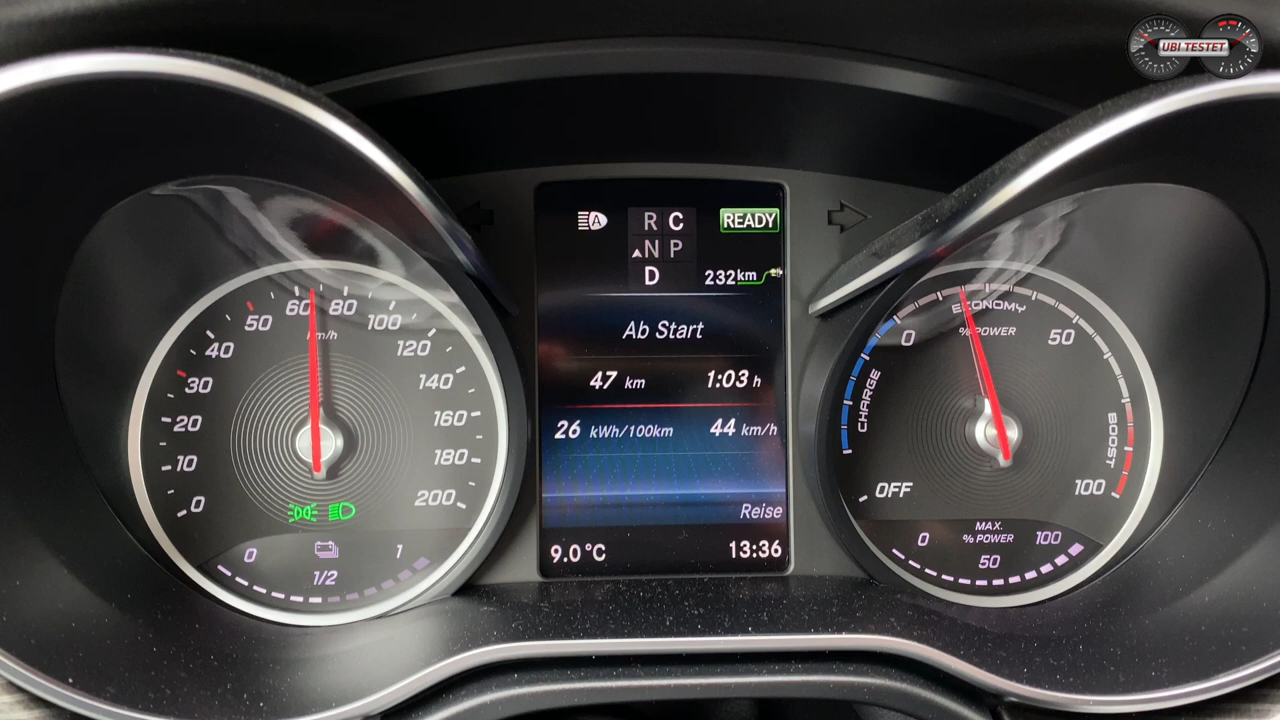 UBI TESTET
R C
N P
D
A
READY
232 km
Ab Start
47 km 1:03 h
26 kWh/100km 44 km/h
Reise
9.0°C 13:36
0
10
20
30
40
50
60
80
100
120
140
160
180
200
km/h
0 1/2 1
OFF
CHARGE
0
ECONOMY
% POWER
50
BOOST
100
MAX.
% POWER
0 50 100